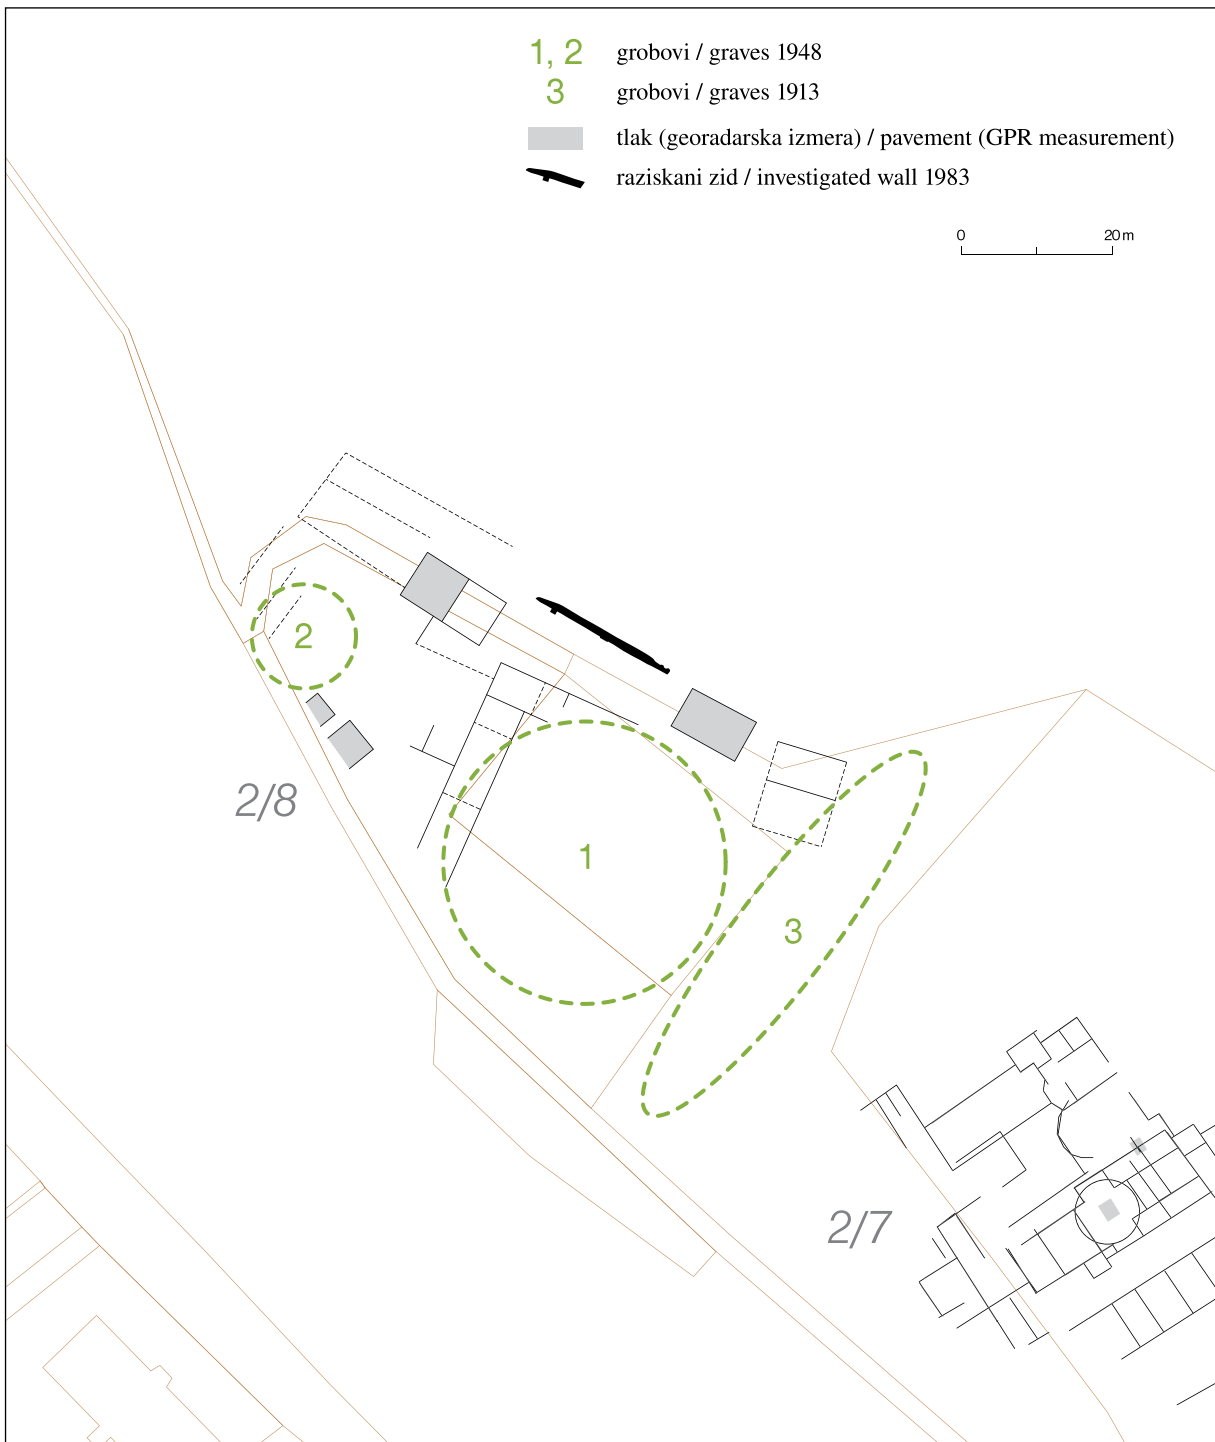 1, 2 grobovi / graves 1948
3 grobovi / graves 1913
tlak (georadarska izmera) / pavement (GPR measurement)
raziskani zid / investigated wall 1983
0 20 m
2
2/8
1
3
2/7